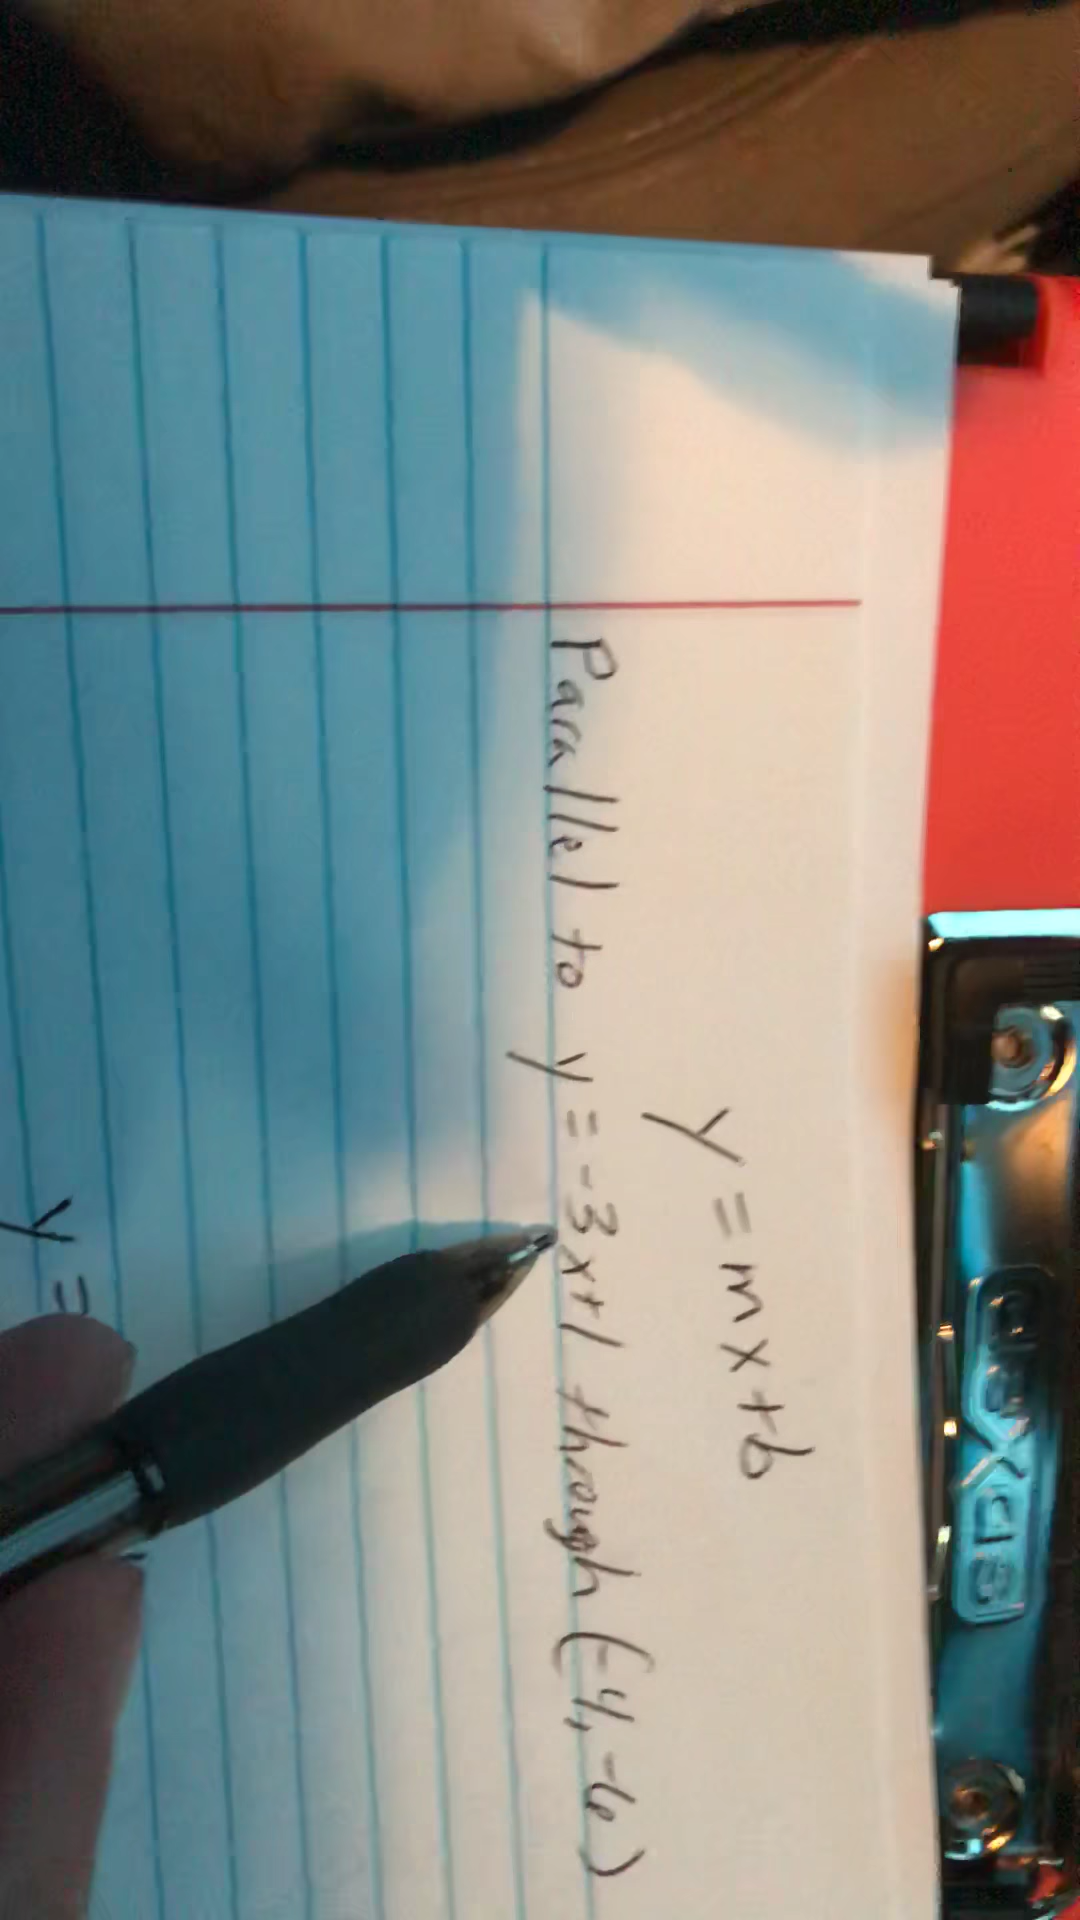 y = mx+b
Parallel to y = -3x+1 through (-4, -6)
y =